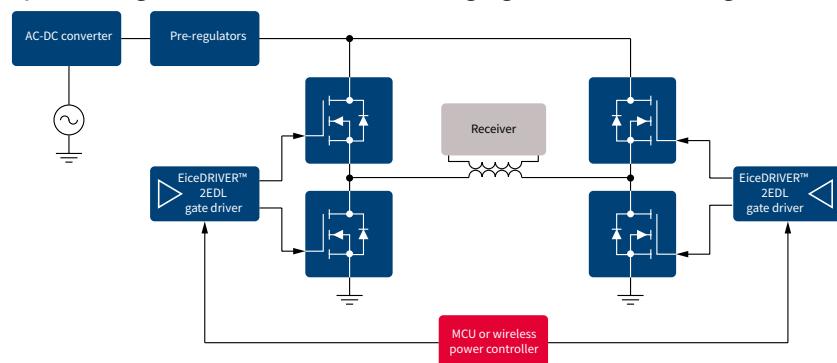 AC-DC converter
Pre-regulators
Receiver
EiceDRIVER™
2EDL
gate driver
EiceDRIVER™
2EDL
gate driver
MCU or wireless
power controller